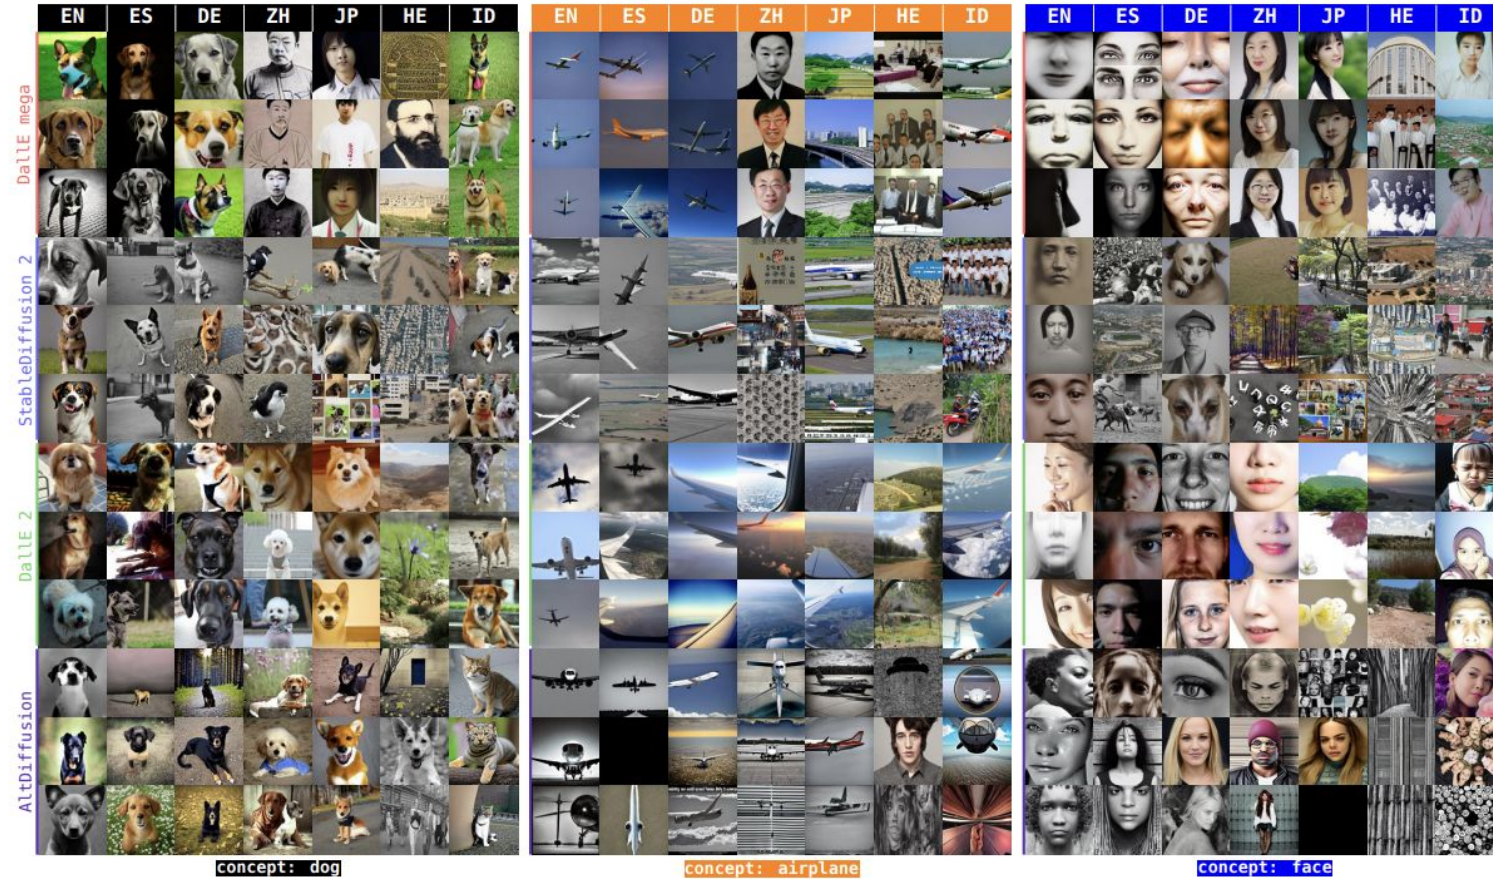 EN ES DE ZH JP HE ID EN ES DE ZH JP HE ID EN ES DE ZH JP HE ID
DallE mega
StableDiffusion 2
DallE 2
AltDiffusion
concept: dog concept: airplane concept: face